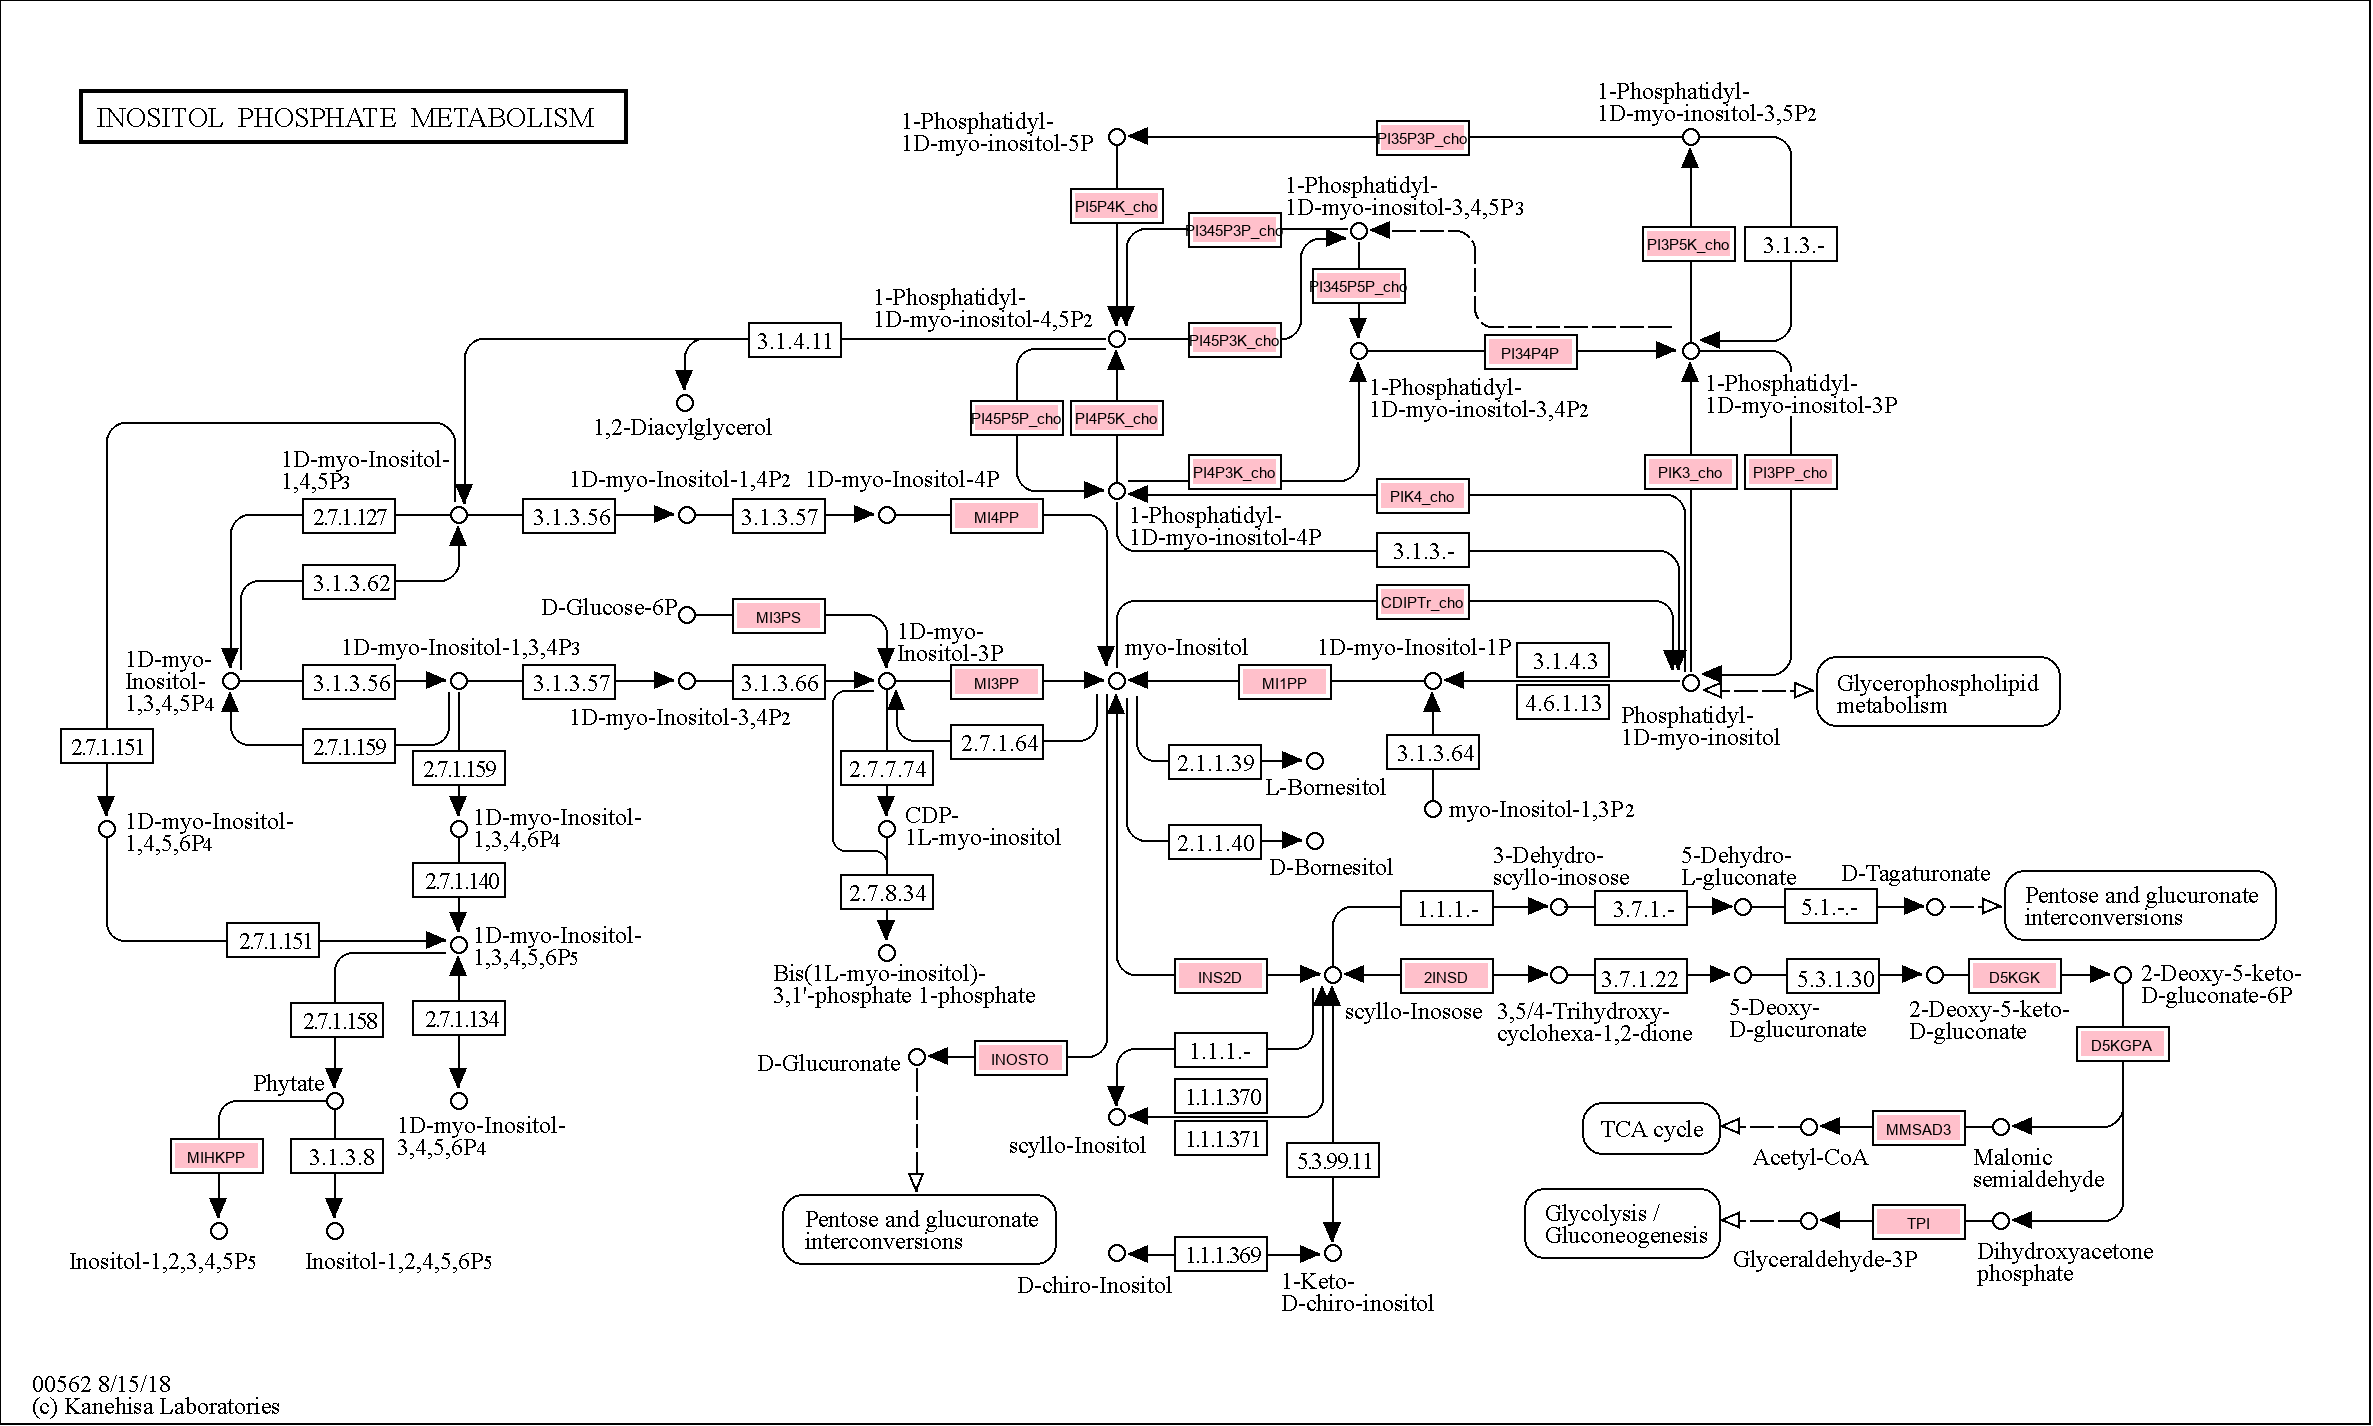 INOSITOL PHOSPHATE METABOLISM
1-Phosphatidyl-
1D-myo-inositol-5P
PI35P3P_cho
1-Phosphatidyl-
1D-myo-inositol-3,5P2
PI5P4K_cho
1-Phosphatidyl-
1D-myo-inositol-3,4,5P3
PI345P3P_cho
PI3P5K_cho
3.1.3.-
PI345P5P_cho
1-Phosphatidyl-
1D-myo-inositol-4,5P2
3.1.4.11
PI45P3K_cho
PI34P4P
1,2-Diacylglycerol
PI45P5P_cho
PI4P5K_cho
1-Phosphatidyl-
1D-myo-inositol-3,4P2
1-Phosphatidyl-
1D-myo-inositol-3P
1D-myo-Inositol-
1,4,5P3
1D-myo-Inositol-1,4P2
1D-myo-Inositol-4P
PI4P3K_cho
PIK3_cho
PI3PP_cho
PIK4_cho
2.7.1.127
3.1.3.56
3.1.3.57
MI4PP
1-Phosphatidyl-
1D-myo-inositol-4P
3.1.3.-
3.1.3.62
D-Glucose-6P
MI3PS
CDIPTr_cho
1D-myo-
Inositol-
1,3,4,5P4
1D-myo-Inositol-1,3,4P3
1D-myo-
Inositol-3P
myo-Inositol
1D-myo-Inositol-1P
3.1.4.3
3.1.3.56
3.1.3.57
3.1.3.66
MI3PP
MI1PP
4.6.1.13
Glycerophospholipid
metabolism
1D-myo-Inositol-3,4P2
Phosphatidyl-
1D-myo-inositol
2.7.1.151
2.7.1.159
2.7.1.159
2.7.7.74
2.7.1.64
2.1.1.39
3.1.3.64
L-Bornesitol
1D-myo-Inositol-
1,4,5,6P4
1D-myo-Inositol-
1,3,4,6P4
CDP-
1L-myo-inositol
myo-Inositol-1,3P2
2.1.1.40
D-Bornesitol
2.7.1.140
2.7.8.34
3-Dehydro-
scyllo-inosose
5-Dehydro-
L-gluconate
D-Tagaturonate
1.1.1.-
3.7.1.-
5.1.-.-
Pentose and glucuronate
interconversions
2.7.1.151
1D-myo-Inositol-
1,3,4,5,6P5
Bis(1L-myo-inositol)-
3,1'-phosphate 1-phosphate
INS2D
2INSD
3.7.1.22
5.3.1.30
D5KGK
2-Deoxy-5-keto-
D-gluconate-6P
scyllo-Inosose
3,5/4-Trihydroxy-
cyclohexa-1,2-dione
5-Deoxy-
D-glucuronate
2-Deoxy-5-keto-
D-gluconate
2.7.1.158
2.7.1.134
D-Glucuronate
INOSTO
1.1.1.-
D5KGPA
Phytate
1.1.1.370
scyllo-Inositol
1.1.1.371
1D-myo-Inositol-
3,4,5,6P4
MIHKPP
3.1.3.8
5.3.99.11
TCA cycle
MMSAD3
Acetyl-CoA
Malonic
semialdehyde
Inositol-1,2,3,4,5P5
Inositol-1,2,4,5,6P5
Pentose and glucuronate
interconversions
1.1.1.369
D-chiro-Inositol
1-Keto-
D-chiro-inositol
Glycolysis /
Gluconeogenesis
TPI
Glyceraldehyde-3P
Dihydroxyacetone
phosphate
00562 8/15/18
(c) Kanehisa Laboratories